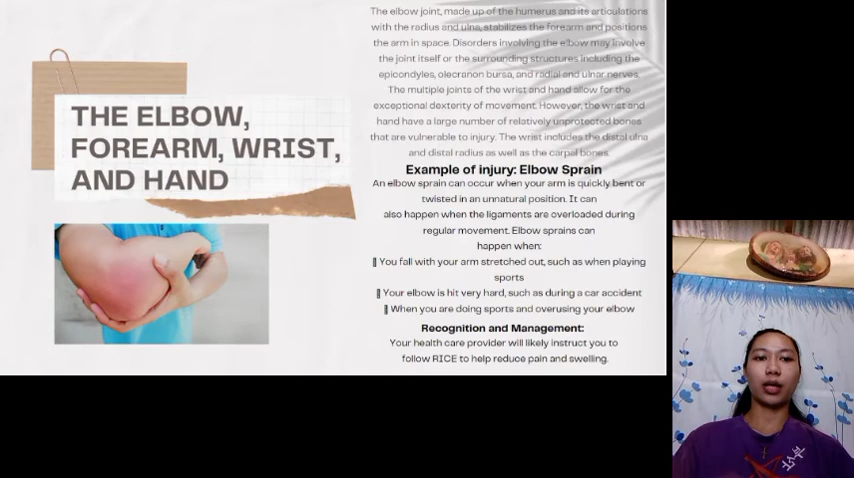 THE ELBOW,
FOREARM, WRIST,
AND HAND
The elbow joint, made up of the humerus and its articulations
with the radius and ulna, stabilizes the forearm and positions
the arm in space. Disorders involving the elbow may involve
the joint itself or the surrounding structures including the
epicondyles, olecranon bursa, and radial and ulnar nerves.
The multiple joints of the wrist and hand allow for the
exceptional dexterity of movement. However, the wrist and
hand have a large number of relatively unprotected bones
that are vulnerable to injury. The wrist includes the distal ulna
and distal radius as well as the carpal bones.
Example of injury: Elbow Sprain
An elbow sprain can occur when your arm is quickly bent or
twisted in an unnatural position. It can
also happen when the ligaments are overloaded during
regular movement. Elbow sprains can
happen when:
You fall with your arm stretched out, such as when playing
sports
Your elbow is hit very hard, such as during a car accident
When you are doing sports and overusing your elbow
Recognition and Management:
Your health care provider will likely instruct you to
follow RICE to help reduce pain and swelling.